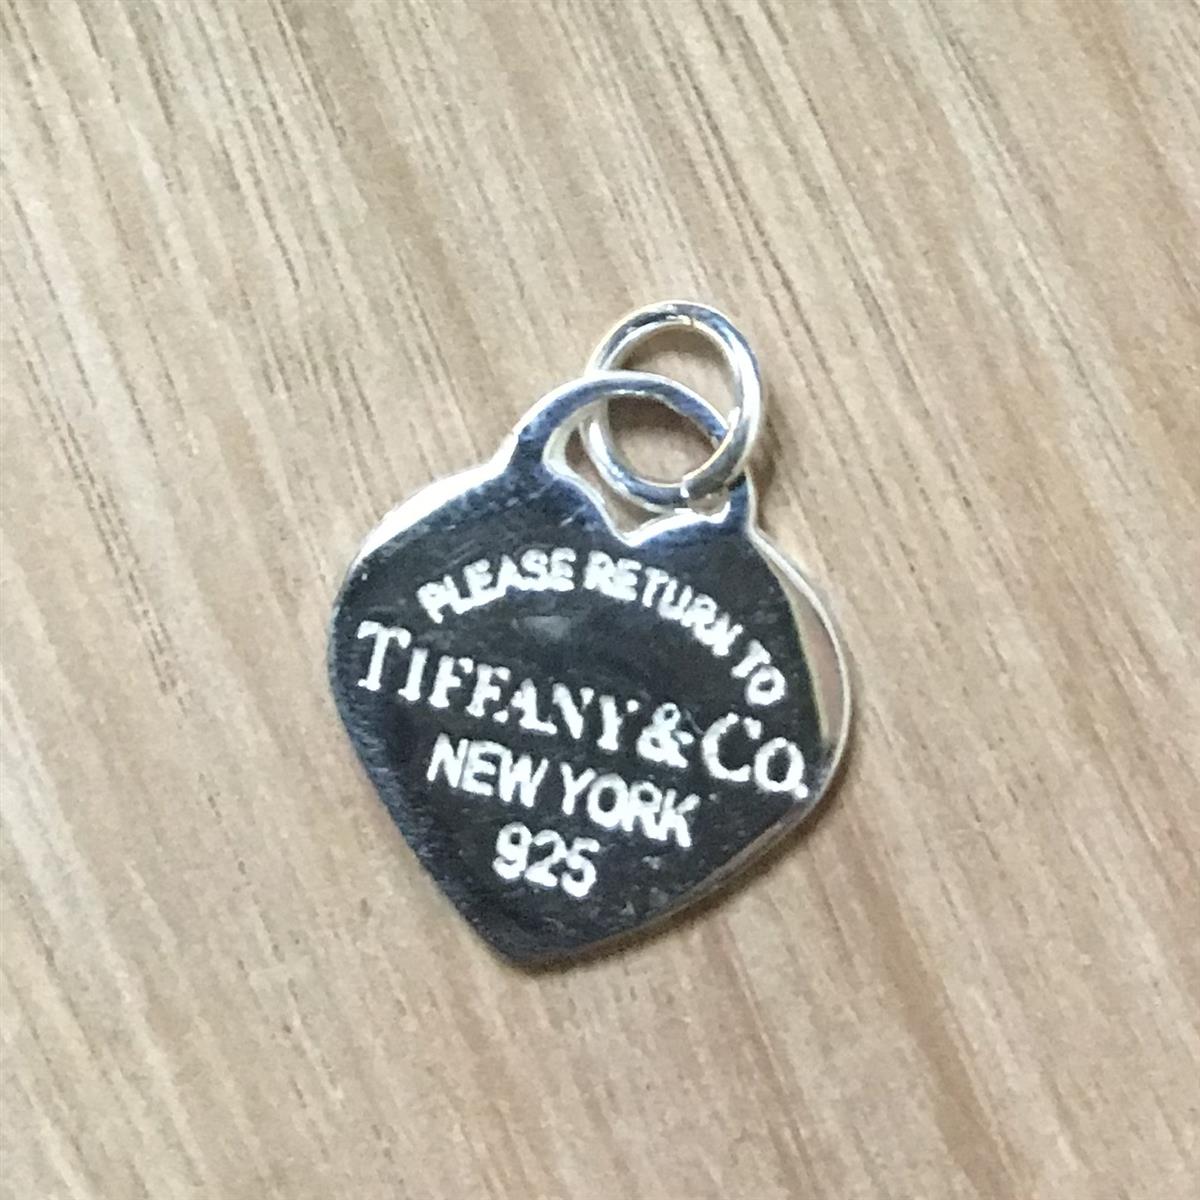 PLEASE RETURN TO
TIFFANY & CO.
NEW YORK
925